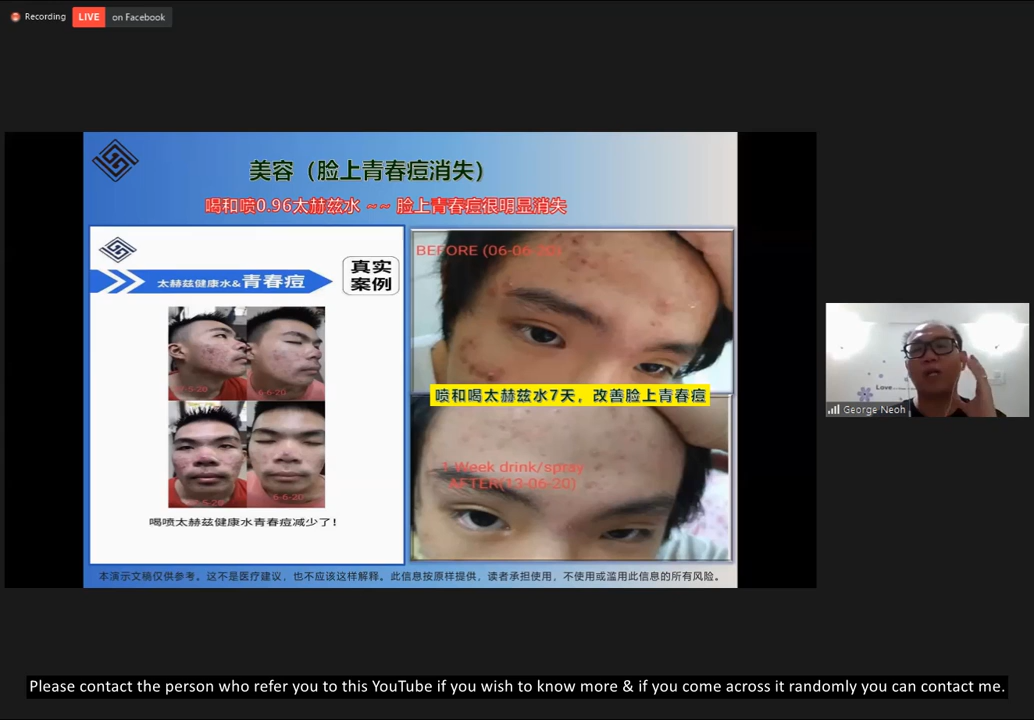 Recording
LIVE on Facebook
美容（脸上青春痘消失）
喝和喷0.96太赫兹水 ~~ 脸上青春痘很明显消失
太赫兹健康水&青春痘
真实
案例
6-6-20
6-6-20
喝喷太赫兹健康水青春痘减少了！
BEFORE (06-06-20)
喷和喝太赫兹水7天，改善脸上青春痘
1 Week drink/spray
AFTER(13-06-20)
本演示文稿仅供参考。这不是医疗建议，也不应该这样解释。此信息按原样提供，读者承担使用，不使用或滥用此信息的所有风险。
Love
George Neoh
Please contact the person who refer you to this YouTube if you wish to know more & if you come across it randomly you can contact me.